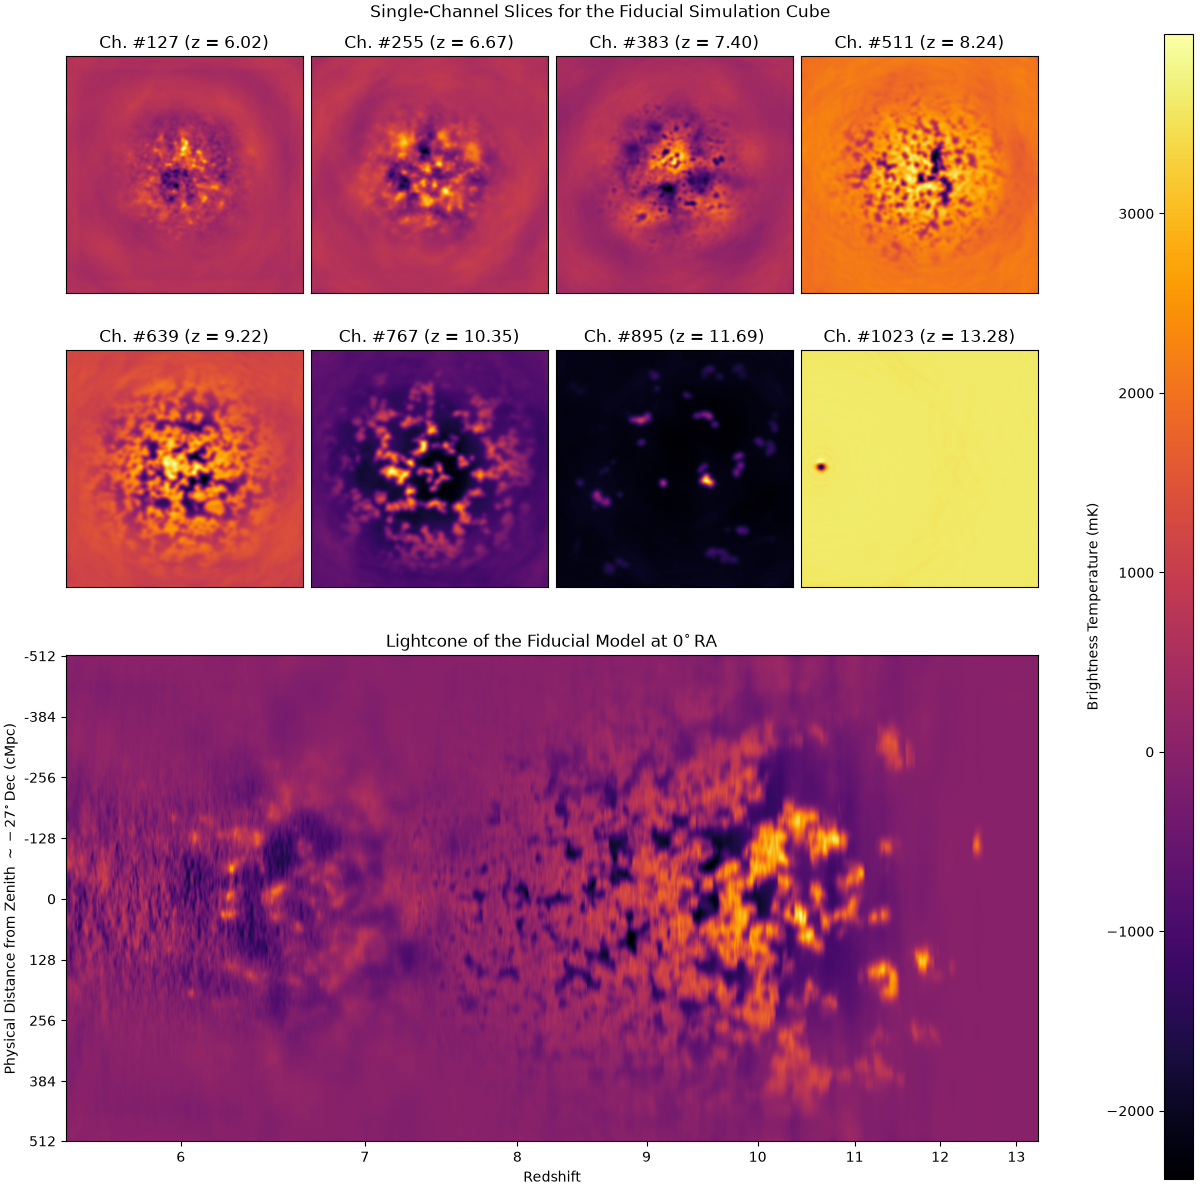 Single-Channel Slices for the Fiducial Simulation Cube
Ch. #127 (z = 6.02)
Ch. #255 (z = 6.67)
Ch. #383 (z = 7.40)
Ch. #511 (z = 8.24)
Ch. #639 (z = 9.22)
Ch. #767 (z = 10.35)
Ch. #895 (z = 11.69)
Ch. #1023 (z = 13.28)
3000
2000
1000
0
−1000
−2000
Brightness Temperature (mK)
Lightcone of the Fiducial Model at 0° RA
-512
-384
-256
-128
0
128
256
384
512
Physical Distance from Zenith ~ − 27° Dec (cMpc)
6
7
8
9
10
11
12
13
Redshift